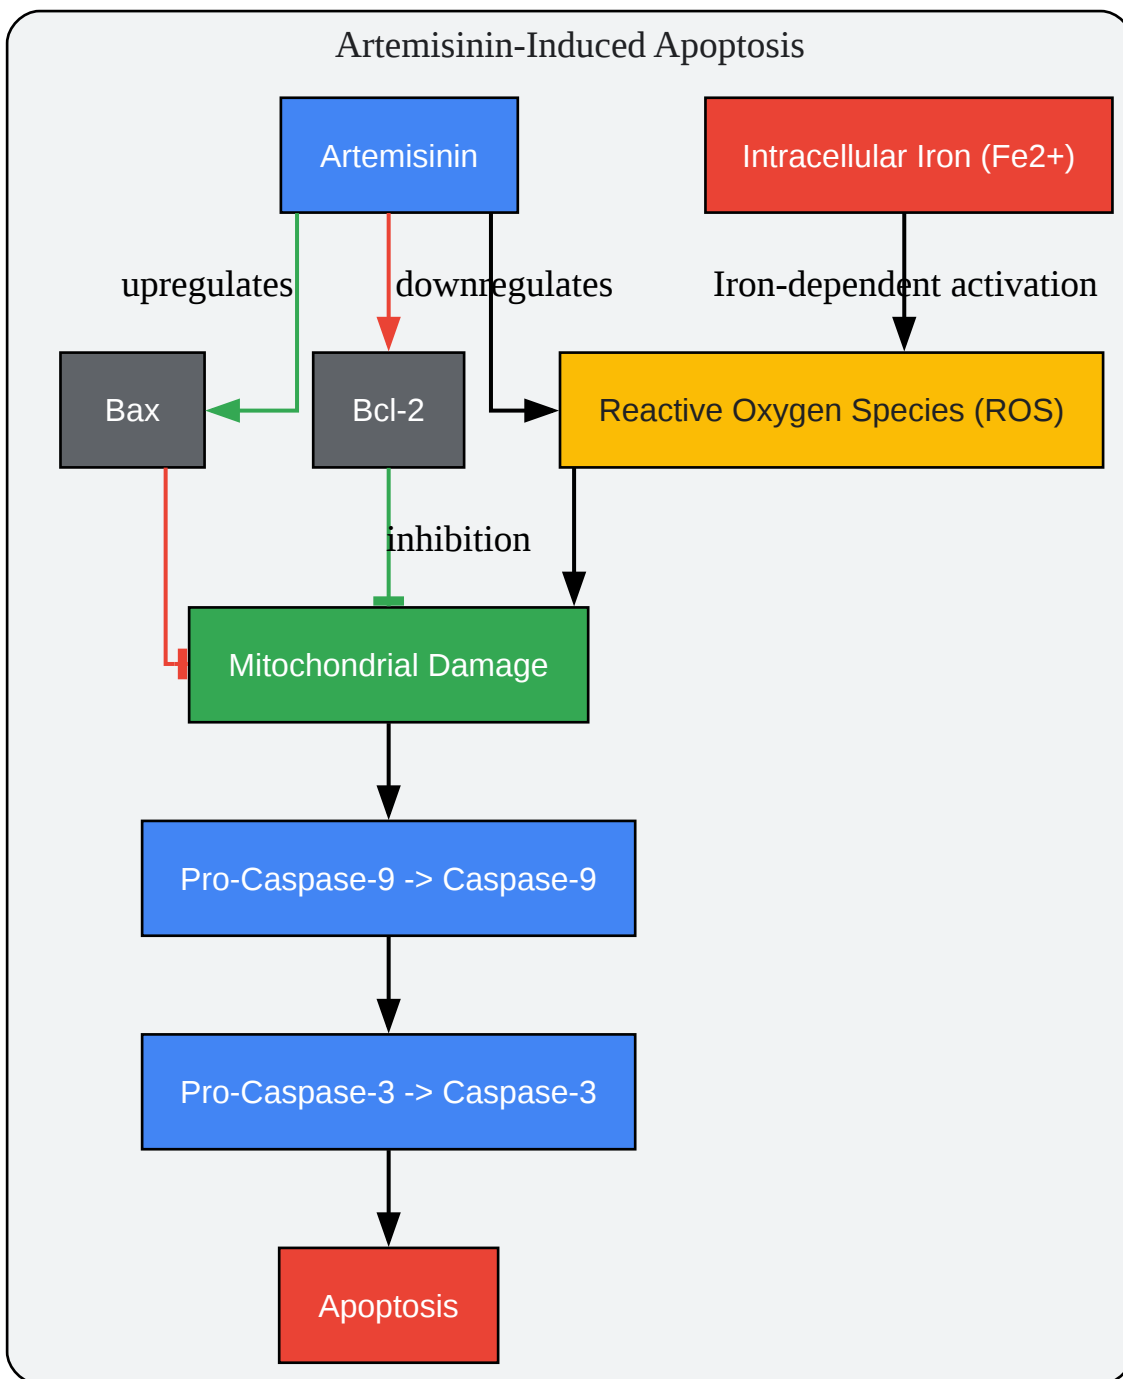 Artemisinin-Induced Apoptosis
Artemisinin
Intracellular Iron (Fe2+)
upregulates
downregulates
Iron-dependent activation
Bax
Bcl-2
Reactive Oxygen Species (ROS)
inhibition
Mitochondrial Damage
Pro-Caspase-9 -> Caspase-9
Pro-Caspase-3 -> Caspase-3
Apoptosis